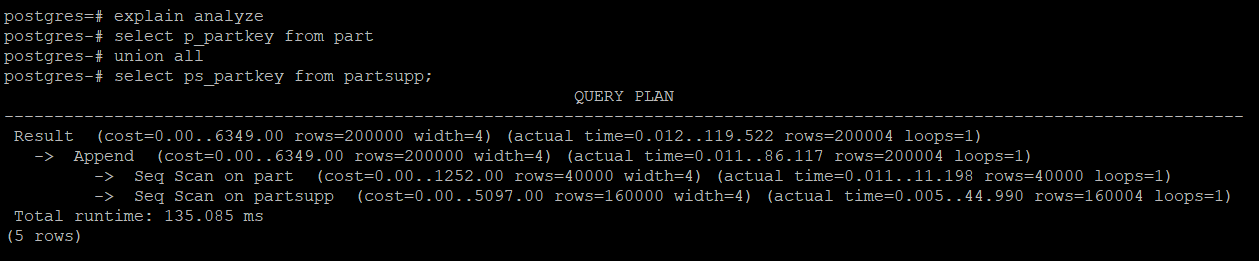 postgres=# explain analyze
postgres-# select p_partkey from part
postgres-# union all
postgres-# select ps_partkey from partsupp;
QUERY PLAN
----------------------------------------------------------------------------------------------------------------------------
Result  (cost=0.00..6349.00 rows=200000 width=4) (actual time=0.012..119.522 rows=200004 loops=1)
  ->  Append  (cost=0.00..6349.00 rows=200000 width=4) (actual time=0.011..86.117 rows=200004 loops=1)
        ->  Seq Scan on part  (cost=0.00..1252.00 rows=40000 width=4) (actual time=0.011..11.198 rows=40000 loops=1)
        ->  Seq Scan on partsupp  (cost=0.00..5097.00 rows=160000 width=4) (actual time=0.005..44.990 rows=160004 loops=1)
Total runtime: 135.085 ms
(5 rows)